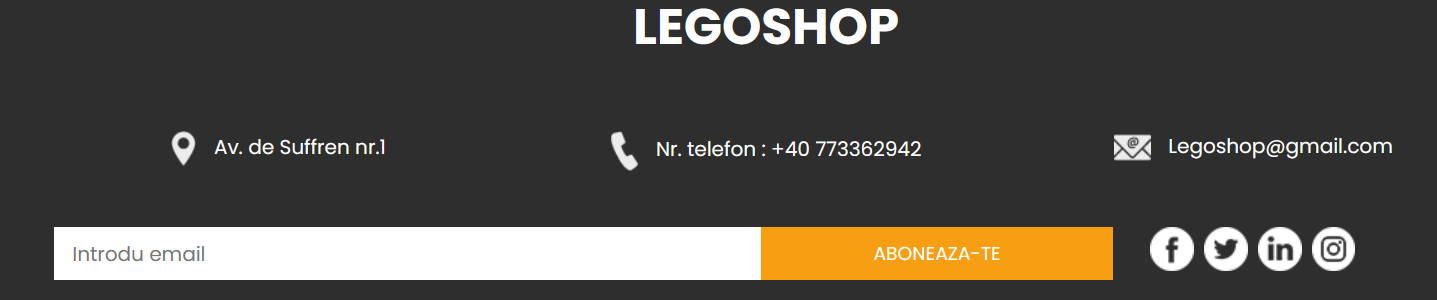 LEGOSHOP
Av. de Suffren nr.1
Nr. telefon : +40 773362942
Legoshop@gmail.com
Introdu email
ABONEAZA-TE